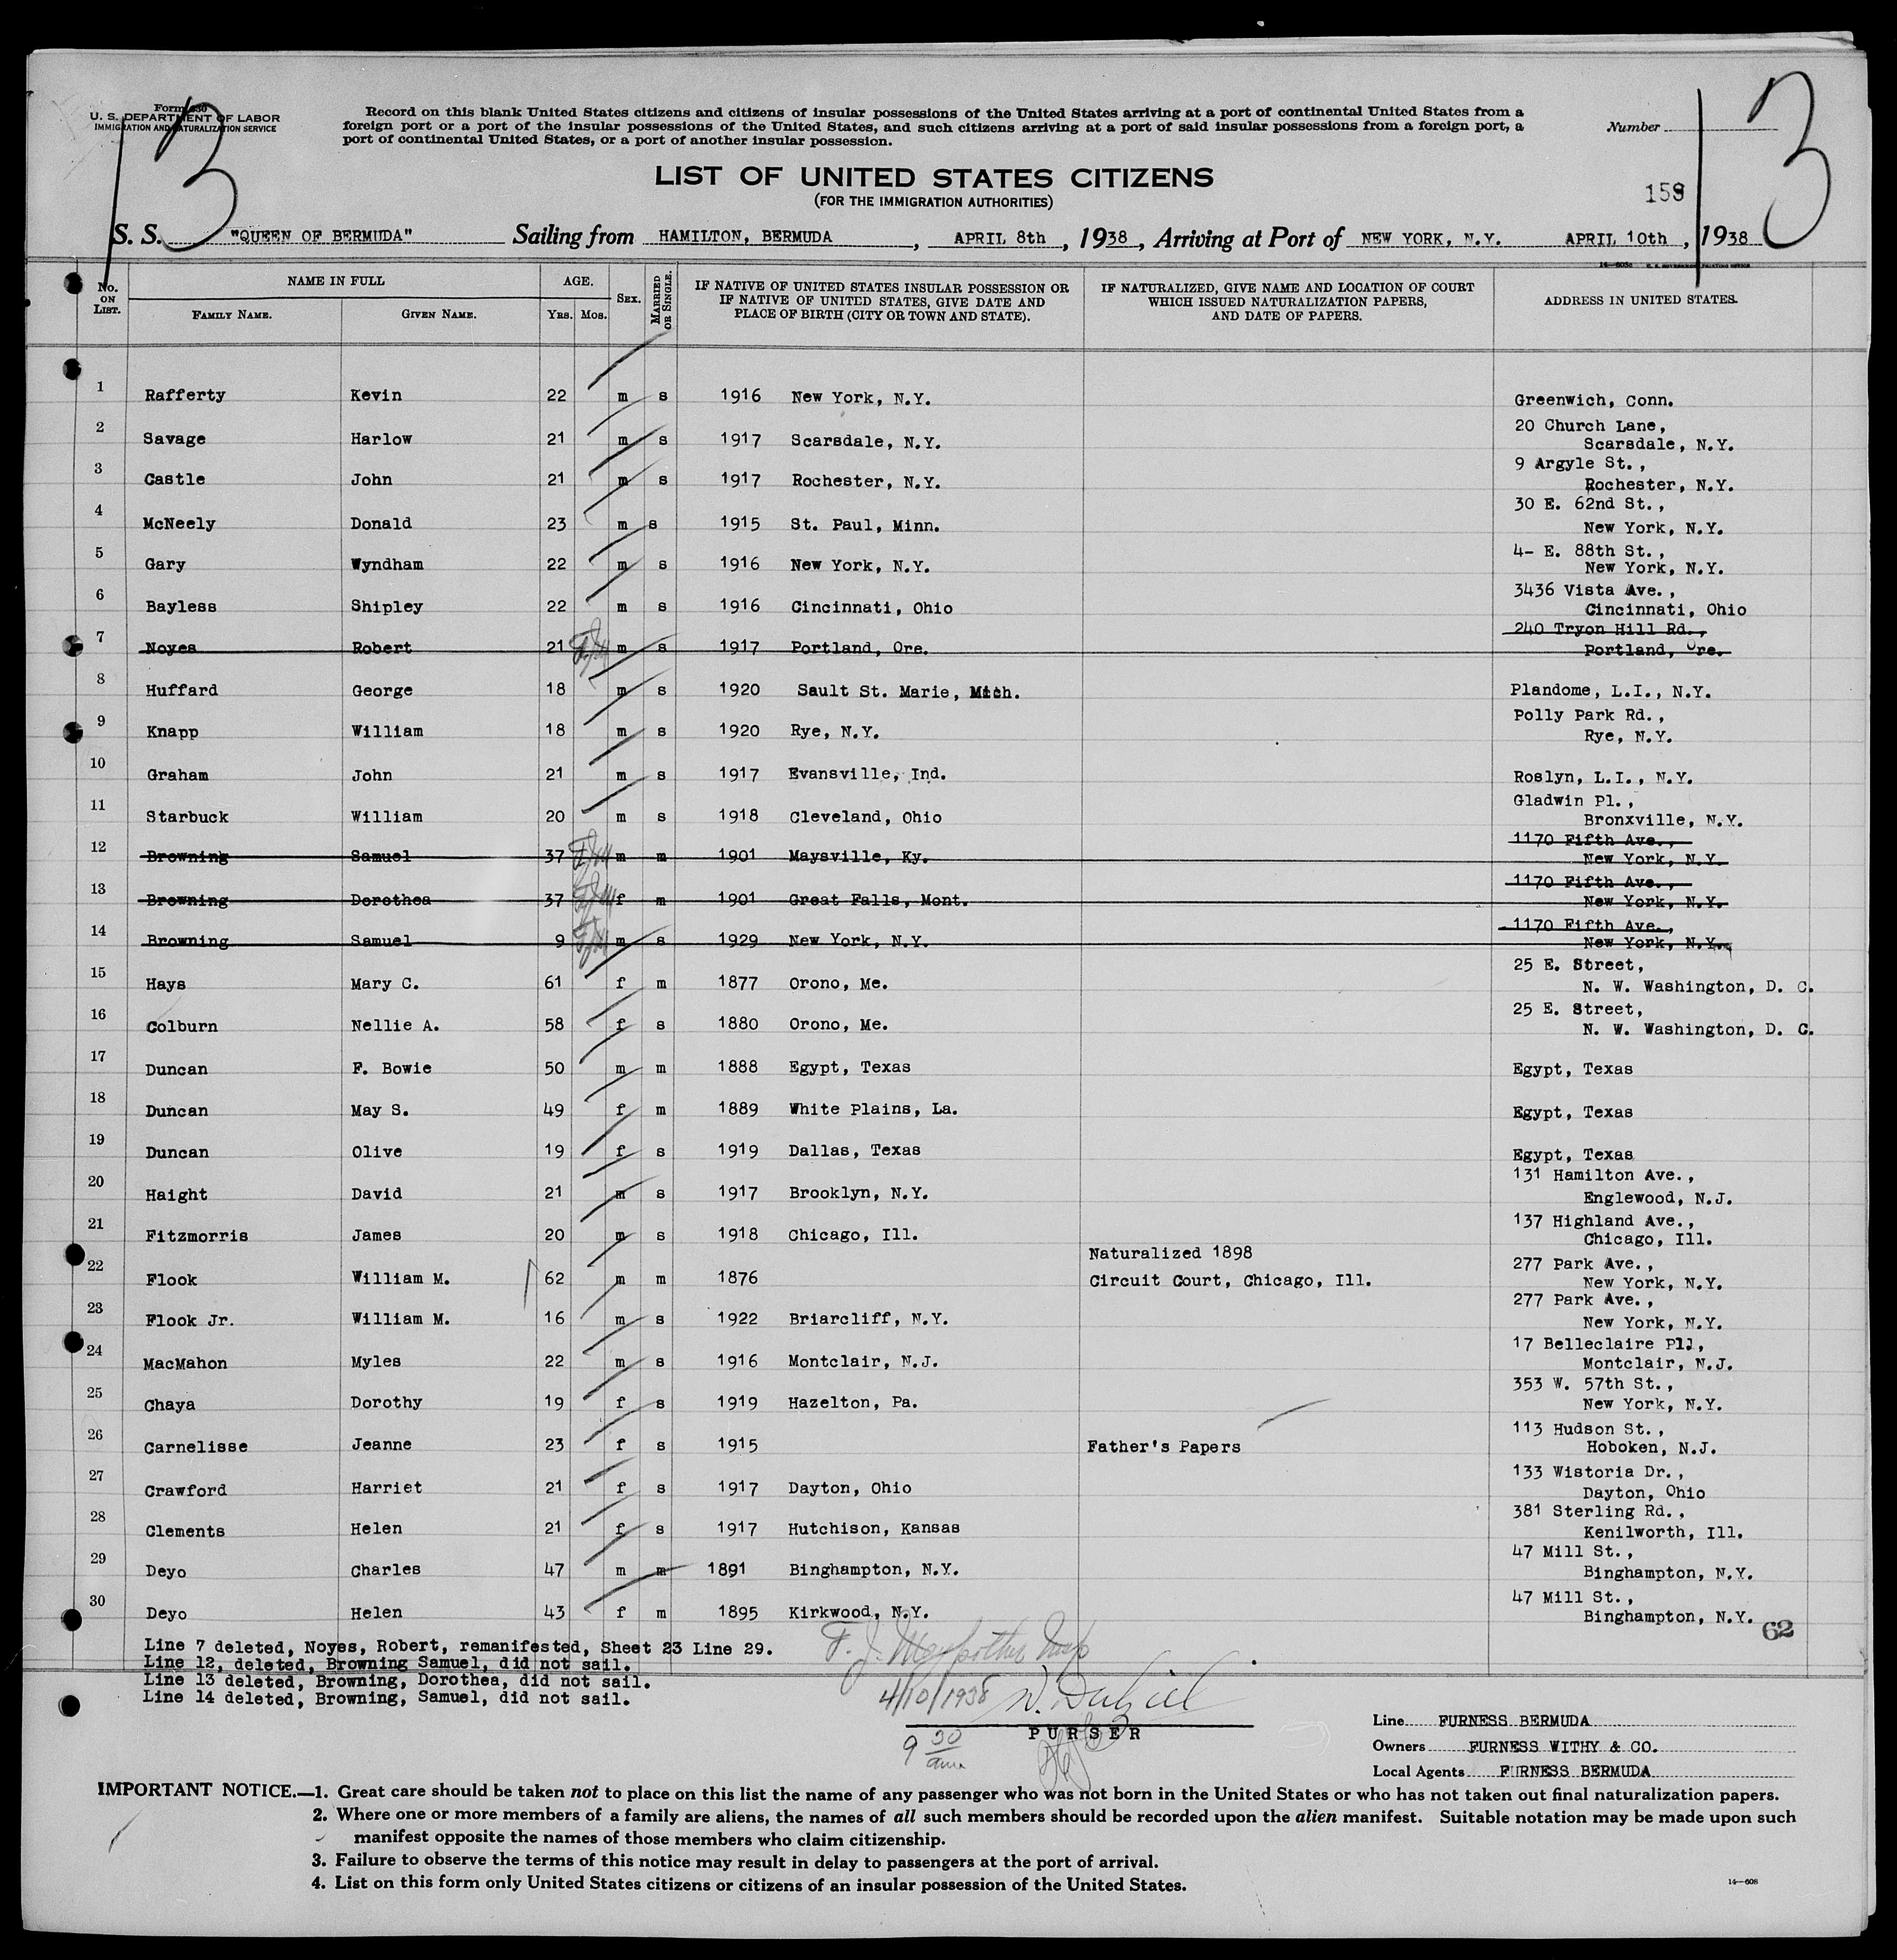 Form 630
U. S. DEPARTMENT OF LABOR
IMMIGRATION AND NATURALIZATION SERVICE
3
Record on this blank United States citizens and citizens of insular possessions of the United States arriving at a port of continental United States from a
foreign port or a port of the insular possessions of the United States, and such citizens arriving at a port of said insular possessions from a foreign port, a
port of continental United States, or a port of another insular possession.
Number
3
LIST OF UNITED STATES CITIZENS
(FOR THE IMMIGRATION AUTHORITIES)
159
S. S. "QUEEN OF BERMUDA" Sailing from HAMILTON, BERMUDA, APRIL 8th, 1938, Arriving at Port of NEW YORK, N.Y. APRIL 10th, 1938
No. ON LIST. NAME IN FULL AGE. SEX. MARRIED OR SINGLE. IF NATIVE OF UNITED STATES INSULAR POSSESSION OR IF NATIVE OF UNITED STATES, GIVE DATE AND PLACE OF BIRTH (CITY OR TOWN AND STATE). IF NATURALIZED, GIVE NAME AND LOCATION OF COURT WHICH ISSUED NATURALIZATION PAPERS, AND DATE OF PAPERS. ADDRESS IN UNITED STATES.
FAMILY NAME. GIVEN NAME. YRS. MOS.
1 Rafferty Kevin 22 m s 1916 New York, N.Y. Greenwich, Conn.
2 Savage Harlow 21 m s 1917 Scarsdale, N.Y. 20 Church Lane, Scarsdale, N.Y.
3 Castle John 21 m s 1917 Rochester, N.Y. 9 Argyle St., Rochester, N.Y.
4 McNeely Donald 23 m s 1915 St. Paul, Minn. 30 E. 62nd St., New York, N.Y.
5 Gary Wyndham 22 m s 1916 New York, N.Y. 4- E. 88th St., New York, N.Y.
6 Bayless Shipley 22 m s 1916 Cincinnati, Ohio 3436 Vista Ave., Cincinnati, Ohio
7 Noyes Robert 21 m s 1917 Portland, Ore. 240 Tryon Hill Rd., Portland, Ore.
8 Huffard George 18 m s 1920 Sault St. Marie, Mich. Plandome, L.I., N.Y.
9 Knapp William 18 m s 1920 Rye, N.Y. Polly Park Rd., Rye, N.Y.
10 Graham John 21 m s 1917 Evansville, Ind. Roslyn, L.I., N.Y.
11 Starbuck William 20 m s 1918 Cleveland, Ohio Gladwin Pl., Bronxville, N.Y.
12 Browning Samuel 37 m m 1901 Maysville, Ky. 1170 Fifth Ave., New York, N.Y.
13 Browning Dorothea 37 f m 1901 Great Falls, Mont. 1170 Fifth Ave., New York, N.Y.
14 Browning Samuel 9 m s 1929 New York, N.Y. 1170 Fifth Ave., New York, N.Y.
15 Hays Mary C. 61 f m 1877 Orono, Me. 25 E. Street, N. W. Washington, D. C.
16 Colburn Nellie A. 58 f s 1880 Orono, Me. 25 E. Street, N. W. Washington, D. C.
17 Duncan F. Bowie 50 m m 1888 Egypt, Texas Egypt, Texas
18 Duncan May S. 49 f m 1889 White Plains, La. Egypt, Texas
19 Duncan Olive 19 f s 1919 Dallas, Texas Egypt, Texas
20 Haight David 21 m s 1917 Brooklyn, N.Y. 131 Hamilton Ave., Englewood, N.J.
21 Fitzmorris James 20 m s 1918 Chicago, Ill. 137 Highland Ave., Chicago, Ill.
22 Flook William M. 62 m m 1876 Naturalized 1898 Circuit Court, Chicago, Ill. 277 Park Ave., New York, N.Y.
23 Flook Jr. William M. 16 m s 1922 Briarcliff, N.Y. 277 Park Ave., New York, N.Y.
24 MacMahon Myles 22 m s 1916 Montclair, N.J. 17 Belleclaire Pl., Montclair, N.J.
25 Chaya Dorothy 19 f s 1919 Hazelton, Pa. 353 W. 57th St., New York, N.Y.
26 Carnelisse Jeanne 23 f s 1915 Father's Papers 113 Hudson St., Hoboken, N.J.
27 Crawford Harriet 21 f s 1917 Dayton, Ohio 133 Wistoria Dr., Dayton, Ohio
28 Clements Helen 21 f s 1917 Hutchison, Kansas 381 Sterling Rd., Kenilworth, Ill.
29 Deyo Charles 47 m m 1891 Binghampton, N.Y. 47 Mill St., Binghampton, N.Y.
30 Deyo Helen 43 f m 1895 Kirkwood, N.Y. 47 Mill St., Binghampton, N.Y.
62
Line 7 deleted, Noyes, Robert, remanifested, Sheet 23 Line 29.
Line 12, deleted, Browning Samuel, did not sail.
Line 13 deleted, Browning, Dorothea, did not sail.
Line 14 deleted, Browning, Samuel, did not sail.
F. J.
4/10/1938
PURSER
9 30 am
Line FURNESS BERMUDA
Owners FURNESS WITHY & CO.
Local Agents FURNESS BERMUDA
IMPORTANT NOTICE.—1. Great care should be taken not to place on this list the name of any passenger who was not born in the United States or who has not taken out final naturalization papers.
2. Where one or more members of a family are aliens, the names of all such members should be recorded upon the alien manifest. Suitable notation may be made upon such
manifest opposite the names of those members who claim citizenship.
3. Failure to observe the terms of this notice may result in delay to passengers at the port of arrival.
4. List on this form only United States citizens or citizens of an insular possession of the United States.
14—608